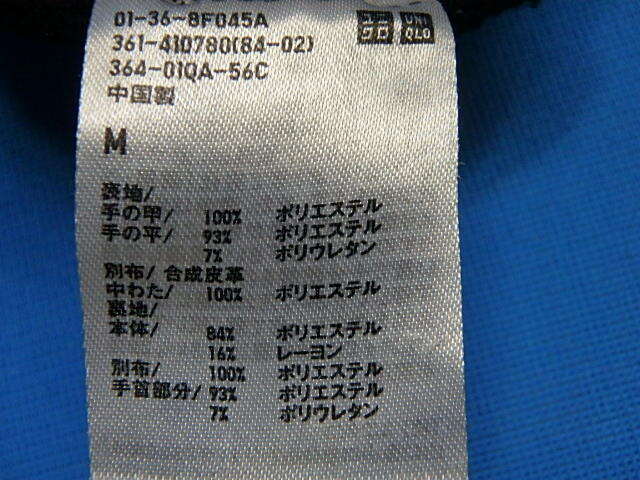 01-36-8F045A
361-410780(84-02)
364-01QA-56C
中国製
ユニ
クロ
UNI
QLO
M
表地/
手の甲/ 100% ポリエステル
手の平/ 93% ポリエステル
7% ポリウレタン
別布/ 合成皮革
中わた/ 100% ポリエステル
裏地/
本体/ 84% ポリエステル
16% レーヨン
別布/ 100% ポリエステル
手首部分/ 93% ポリエステル
7% ポリウレタン